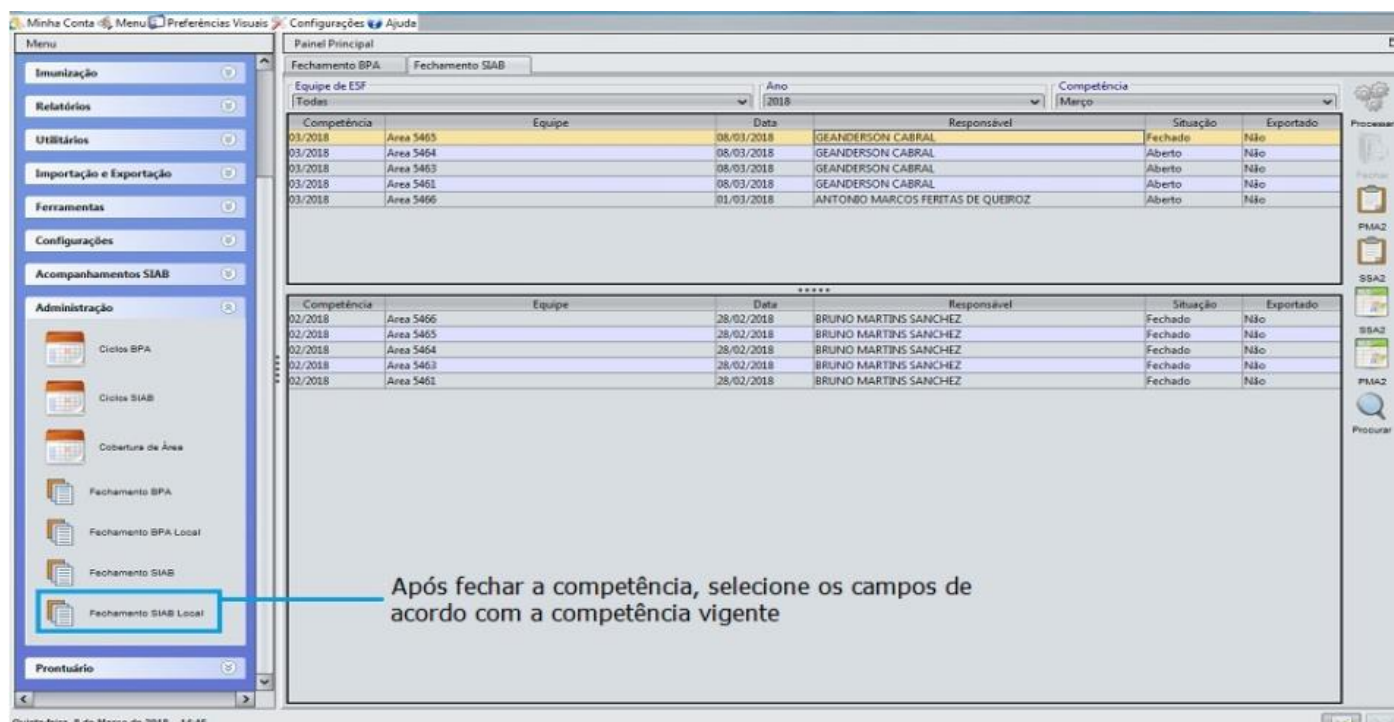 Minha Conta Menu Preferências Visuais Configurações Ajuda
Menu
Imunização
Relatórios
Utilitários
Importação e Exportação
Ferramentas
Configurações
Acompanhamentos SIAB
Administração
Ciclos BPA
Ciclos SIAB
Cobertura de Área
Fechamento BPA
Fechamento BPA Local
Fechamento SIAB
Fechamento SIAB Local
Prontuário
Painel Principal
Fechamento BPA Fechamento SIAB
Equipe de ESF Ano Competência
Todas 2018 Março
Competência Equipe Data Responsável Situação Exportado
03/2018 Area 5465 08/03/2018 GEANDERSON CABRAL Fechado Não
03/2018 Area 5464 08/03/2018 GEANDERSON CABRAL Aberto Não
03/2018 Area 5463 08/03/2018 GEANDERSON CABRAL Aberto Não
03/2018 Area 5461 08/03/2018 GEANDERSON CABRAL Aberto Não
03/2018 Area 5466 01/03/2018 ANTONIO MARCOS FERITAS DE QUEIROZ Aberto Não
Competência Equipe Data Responsável Situação Exportado
02/2018 Area 5466 28/02/2018 BRUNO MARTINS SANCHEZ Fechado Não
02/2018 Area 5465 28/02/2018 BRUNO MARTINS SANCHEZ Fechado Não
02/2018 Area 5464 28/02/2018 BRUNO MARTINS SANCHEZ Fechado Não
02/2018 Area 5463 28/02/2018 BRUNO MARTINS SANCHEZ Fechado Não
02/2018 Area 5461 28/02/2018 BRUNO MARTINS SANCHEZ Fechado Não
Após fechar a competência, selecione os campos de
acordo com a competência vigente
Processar
Fechar
PMA2
SSA2
SSA2
PMA2
Procurar